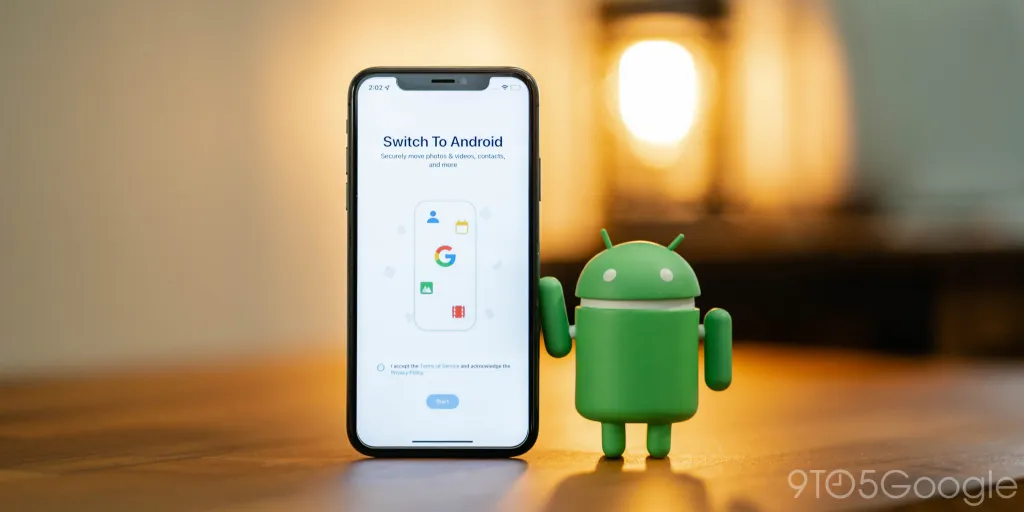 2:02
Switch To Android
Securely move photos & videos, contacts,
and more
I accept the Terms of Service and acknowledge the
Privacy Policy.
Start
9TO5Google